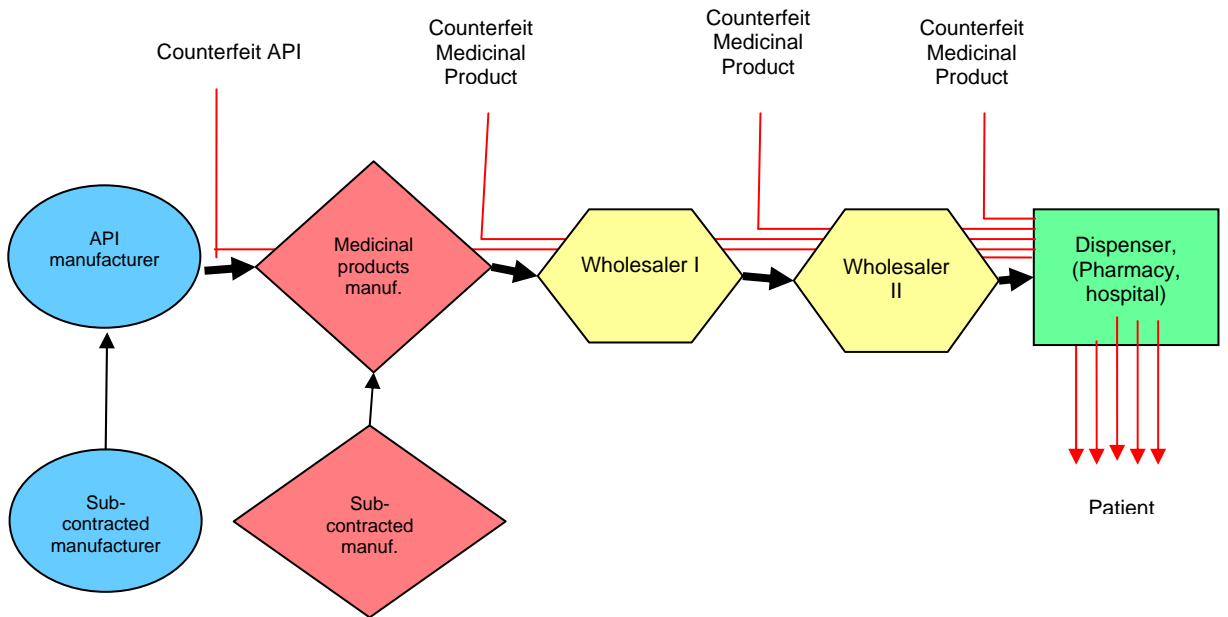 Counterfeit API
Counterfeit
Medicinal
Product
Counterfeit
Medicinal
Product
Counterfeit
Medicinal
Product
API
manufacturer
Medicinal
products
manuf.
Wholesaler I
Wholesaler
II
Dispenser,
(Pharmacy,
hospital)
Sub-
contracted
manufacturer
Sub-
contracted
manuf.
Patient